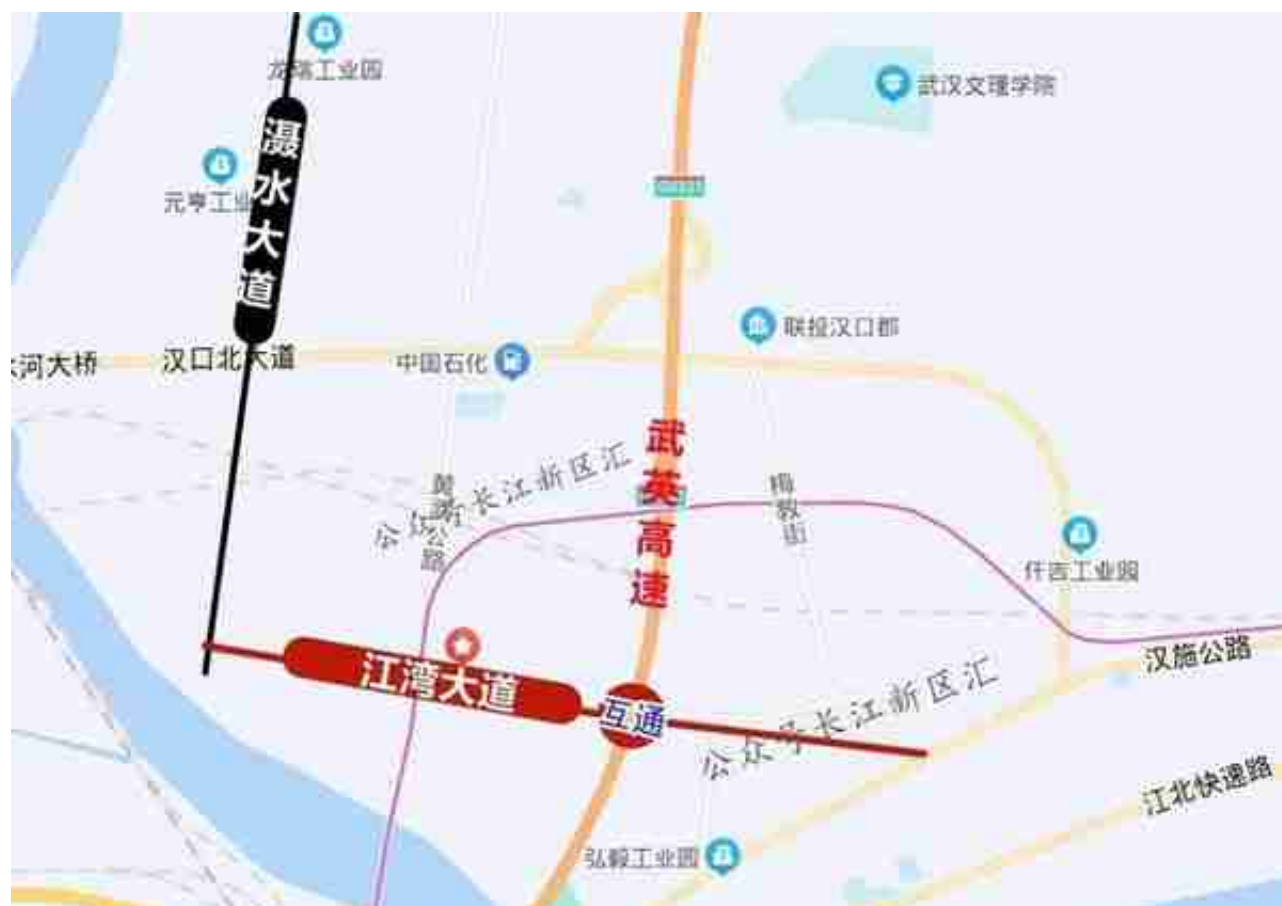 龙瑞工业园
武汉文理学院
滠水大道
元亨工业
联投汉口郡
汉口北大道
中国石化
河大桥
武英高速
公众号长江新区汇
黄
公路
梅教街
仟吉工业园
江湾大道
汉施公路
互通
公众号长江新区汇
江北快速路
弘毅工业园